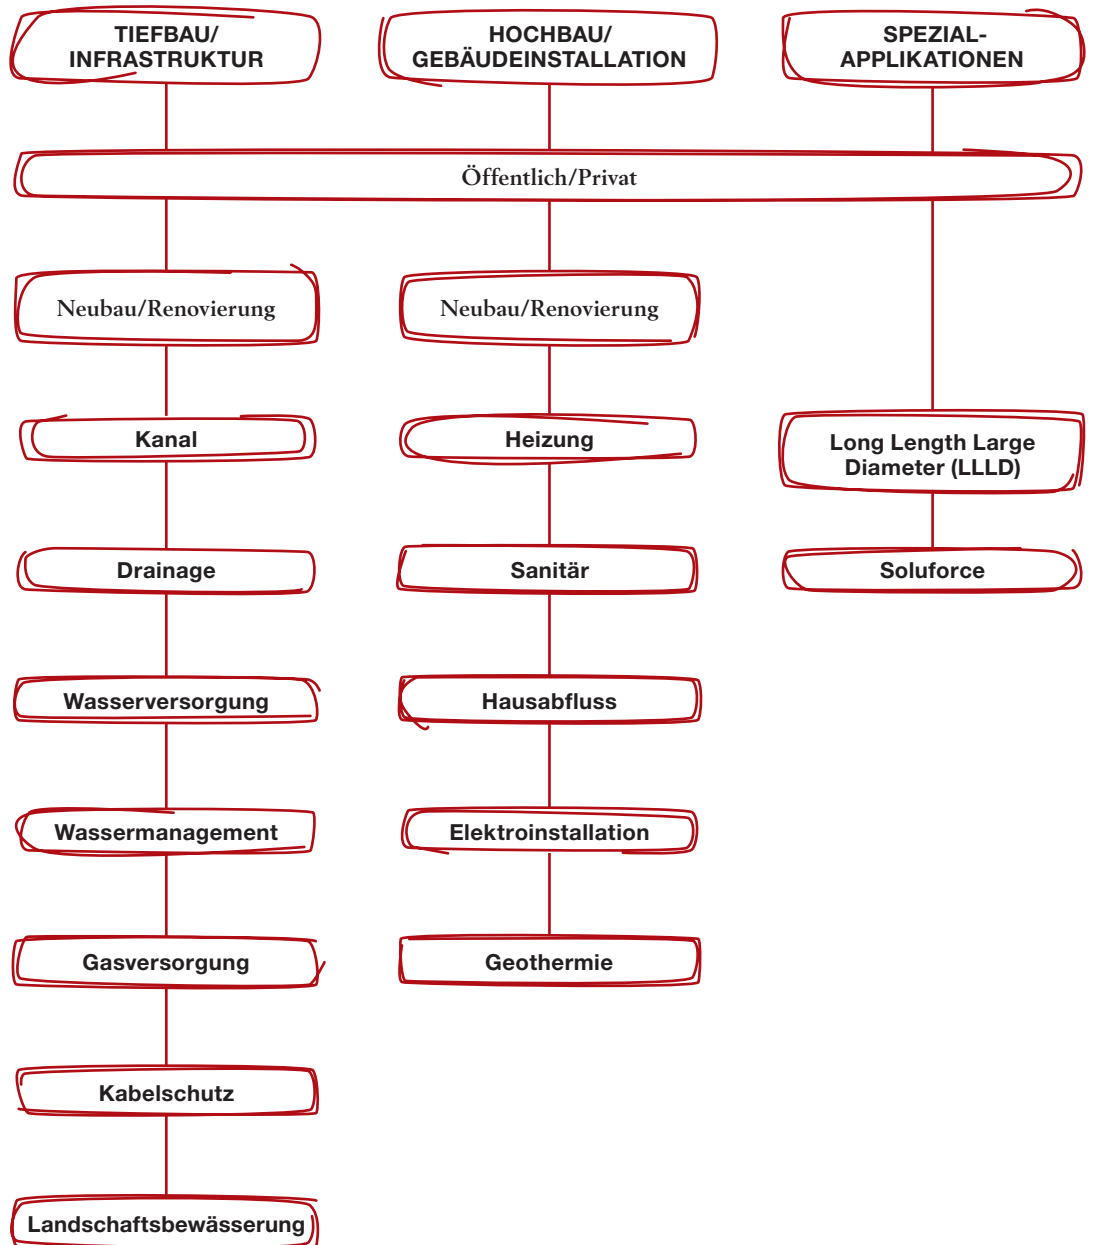 TIEFBAU/
INFRASTRUKTUR
HOCHBAU/
GEBÄUDEINSTALLATION
SPEZIAL-
APPLIKATIONEN
Öffentlich/Privat
Neubau/Renovierung
Neubau/Renovierung
Kanal
Heizung
Long Length Large
Diameter (LLLD)
Drainage
Sanitär
Soluforce
Wasserversorgung
Hausabfluss
Wassermanagement
Elektroinstallation
Gasversorgung
Geothermie
Kabelschutz
Landschaftsbewässerung